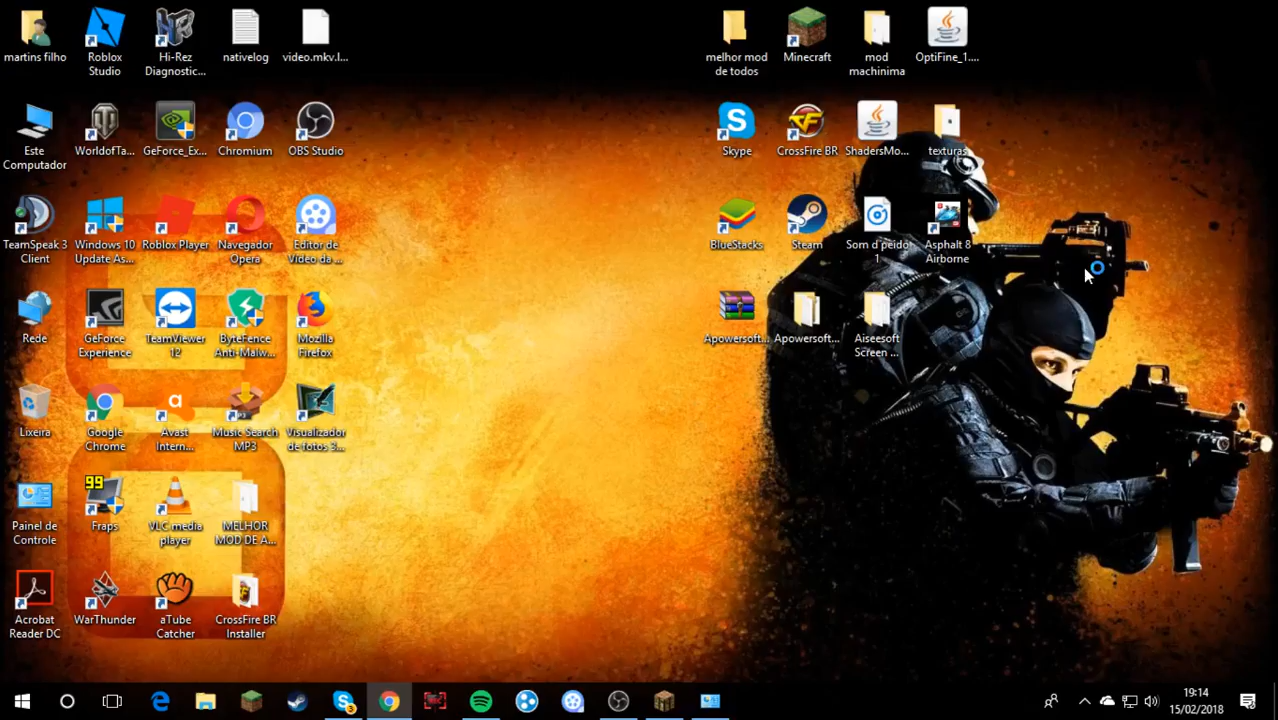 martins filho
Roblox
Studio
Hi-Rez
Diagnostic...
nativelog
video.mkv.l...
melhor mod
de todos
Minecraft
mod
machinima
OptiFine_1....
Este
Computador
WorldofTa...
GeForce_Ex...
Chromium
OBS Studio
Skype
CrossFire BR
ShadersMo...
texturas
TeamSpeak 3
Client
Windows 10
Update As...
Roblox Player
Navegador
Opera
Editor de
Vídeo da ...
BlueStacks
Steam
Som d peido
1
Asphalt 8
Airborne
Rede
GeForce
Experience
TeamViewer
12
ByteFence
Anti-Malw...
Mozilla
Firefox
Apowersoft...
Apowersoft...
Aiseesoft
Screen ...
Lixeira
Google
Chrome
Avast
Intern...
Music Search
MP3
Visualizador
de fotos 3...
Painel de
Controle
99
Fraps
VLC media
player
MELHOR
MOD DE A...
Acrobat
Reader DC
WarThunder
aTube
Catcher
CrossFire BR
Installer
3
19:14
15/02/2018